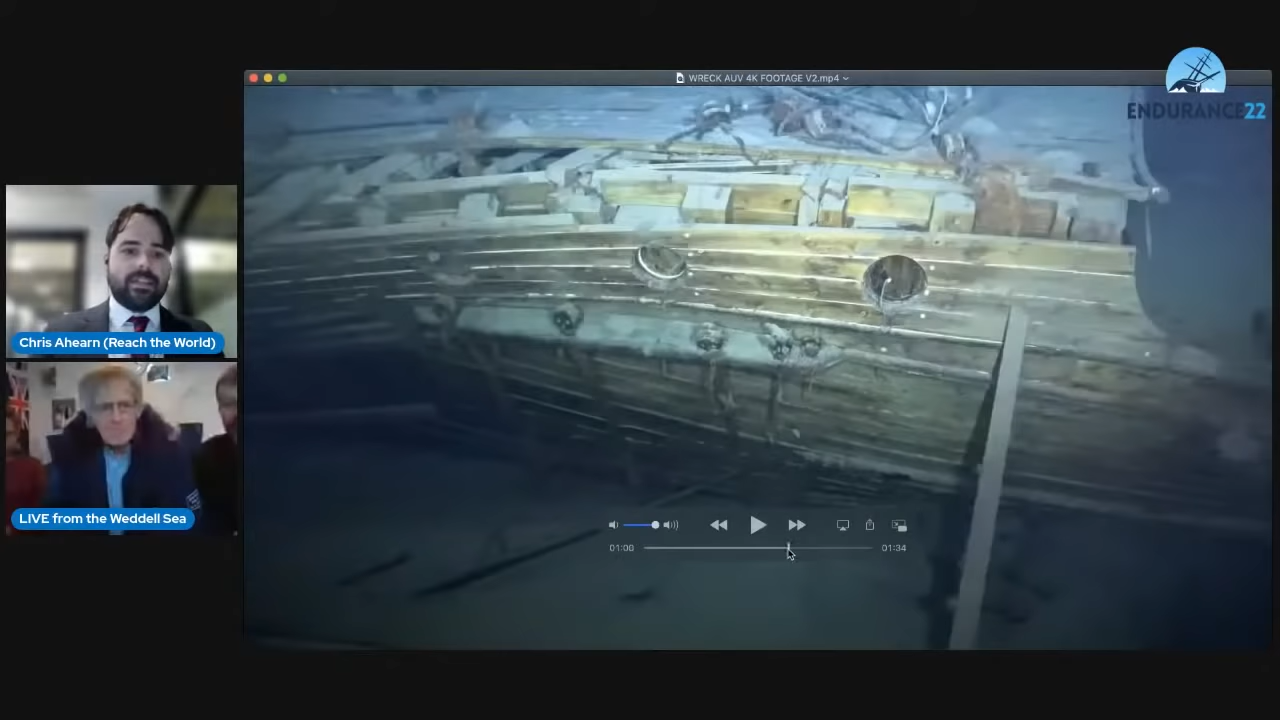 WRECK AUV 4K FOOTAGE V2.mp4
ENDURANCE22
Chris Ahearn (Reach the World)
LIVE from the Weddell Sea
01:00
01:34